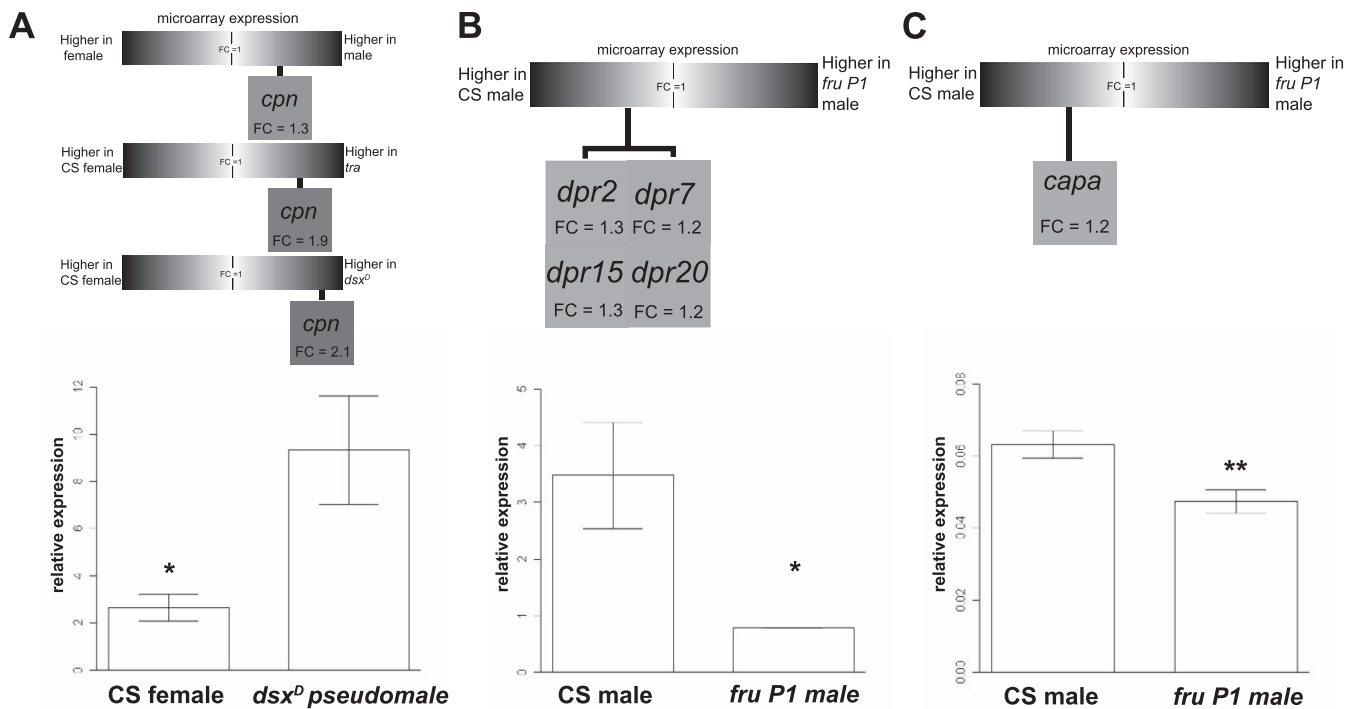 A
microarray expression
Higher in female
FC =1
Higher in male
cpn
FC = 1.3
Higher in CS female
FC =1
Higher in tra
cpn
FC = 1.9
Higher in CS female
FC =1
Higher in dsxD
cpn
FC = 2.1
relative expression
0
2
4
6
8
10
12
*
CS female
dsxD pseudomale
B
microarray expression
Higher in CS male
FC =1
Higher in fru P1 male
dpr2
FC = 1.3
dpr7
FC = 1.2
dpr15
FC = 1.3
dpr20
FC = 1.2
relative expression
0
1
2
3
4
5
*
CS male
fru P1 male
C
microarray expression
Higher in CS male
FC =1
Higher in fru P1 male
capa
FC = 1.2
relative expression
0.00
0.02
0.04
0.06
0.08
**
CS male
fru P1 male